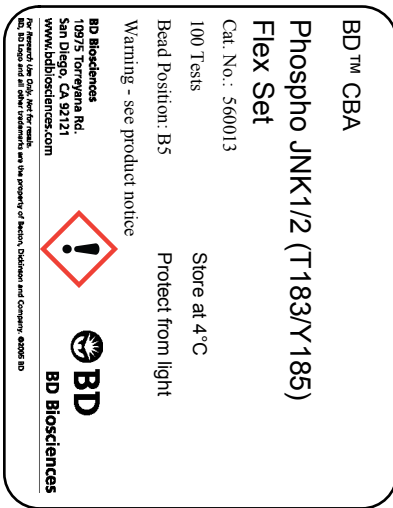 BD™ CBA
Phospho JNK1/2 (T183/Y185)
Flex Set
Cat. No.: 560013
100 Tests
Store at 4°C
Bead Position: B5
Protect from light
Warning - see product notice
BD Biosciences
10975 Torreyana Rd.
San Diego, CA 92121
www.bdbiosciences.com
BD
BD Biosciences
For Research Use Only. Not for resale.
BD, BD Logo and all other trademarks are the property of Becton, Dickinson and Company. ©2005 BD